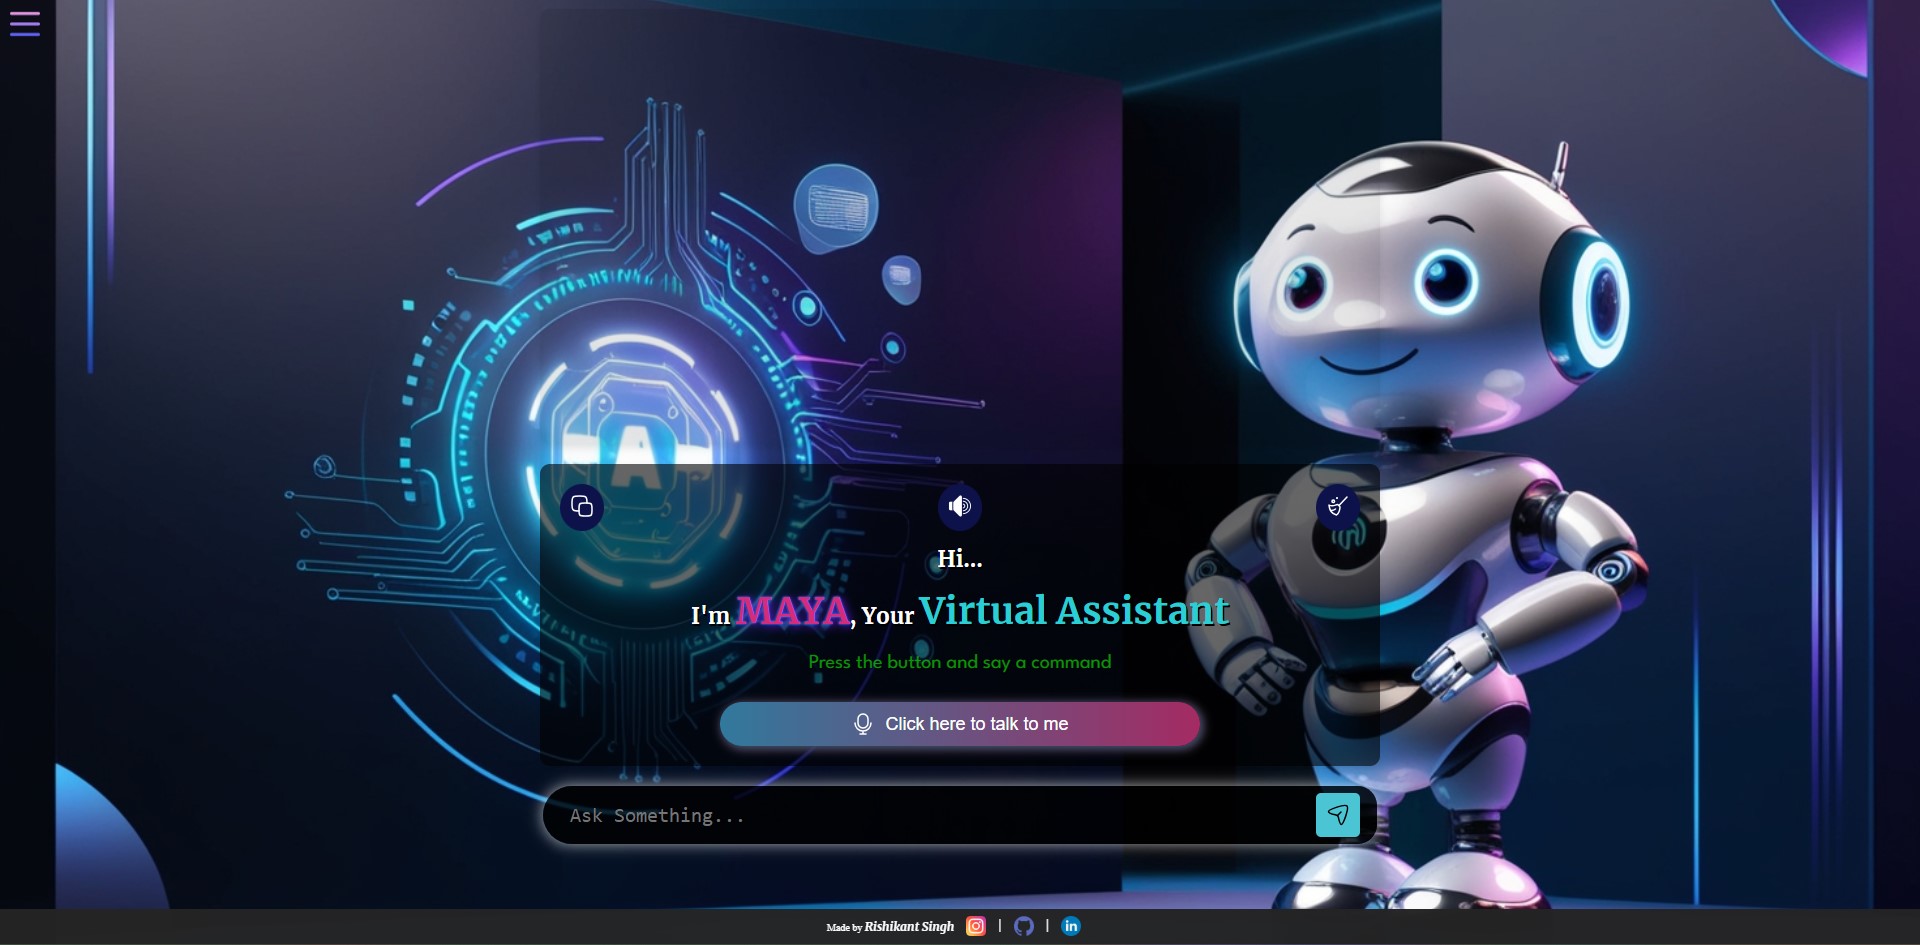 A
Hi...
I'm MAYA, Your Virtual Assistant
Press the button and say a command
Click here to talk to me
Ask Something...
Made by Rishikant Singh | | in